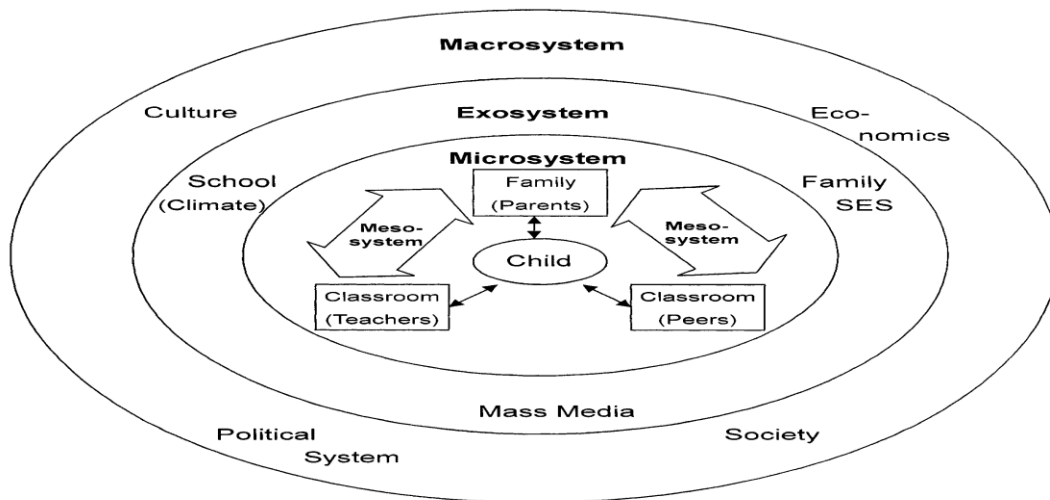 Macrosystem
Culture
Eco-
nomics
Exosystem
Microsystem
School
(Climate)
Family
SES
Family
(Parents)
Meso-
system
Meso-
system
Child
Classroom
(Teachers)
Classroom
(Peers)
Mass Media
Political
System
Society